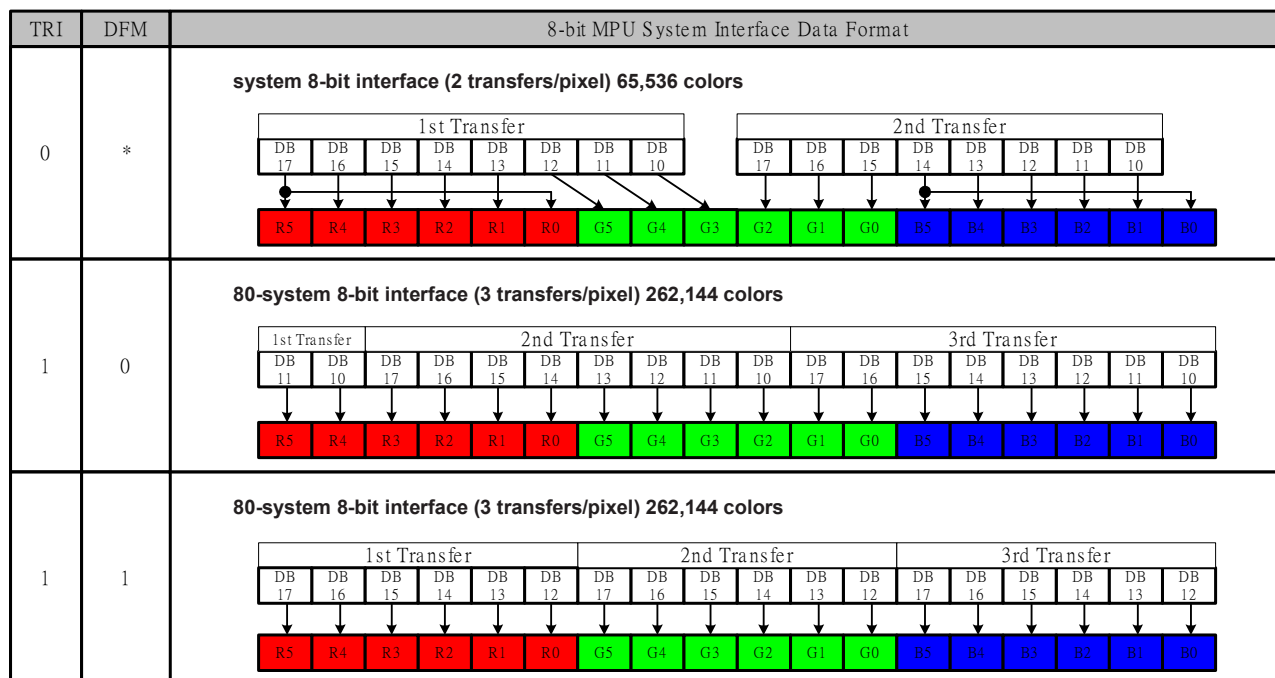 TRI DFM 8-bit MPU System Interface Data Format
system 8-bit interface (2 transfers/pixel) 65,536 colors
1st Transfer 2nd Transfer
DB DB DB DB DB DB DB DB DB DB DB DB DB DB DB DB
17 16 15 14 13 12 11 10 17 16 15 14 13 12 11 10
0 *
R5 R4 R3 R2 R1 R0 G5 G4 G3 G2 G1 G0 B5 B4 B3 B2 B1 B0
80-system 8-bit interface (3 transfers/pixel) 262,144 colors
1st Transfer 2nd Transfer 3rd Transfer
DB DB DB DB DB DB DB DB DB DB DB DB DB DB DB DB DB DB
11 10 17 16 15 14 13 12 11 10 17 16 15 14 13 12 11 10
1 0
R5 R4 R3 R2 R1 R0 G5 G4 G3 G2 G1 G0 B5 B4 B3 B2 B1 B0
80-system 8-bit interface (3 transfers/pixel) 262,144 colors
1st Transfer 2nd Transfer 3rd Transfer
DB DB DB DB DB DB DB DB DB DB DB DB DB DB DB DB DB DB
17 16 15 14 13 12 17 16 15 14 13 12 17 16 15 14 13 12
1 1
R5 R4 R3 R2 R1 R0 G5 G4 G3 G2 G1 G0 B5 B4 B3 B2 B1 B0